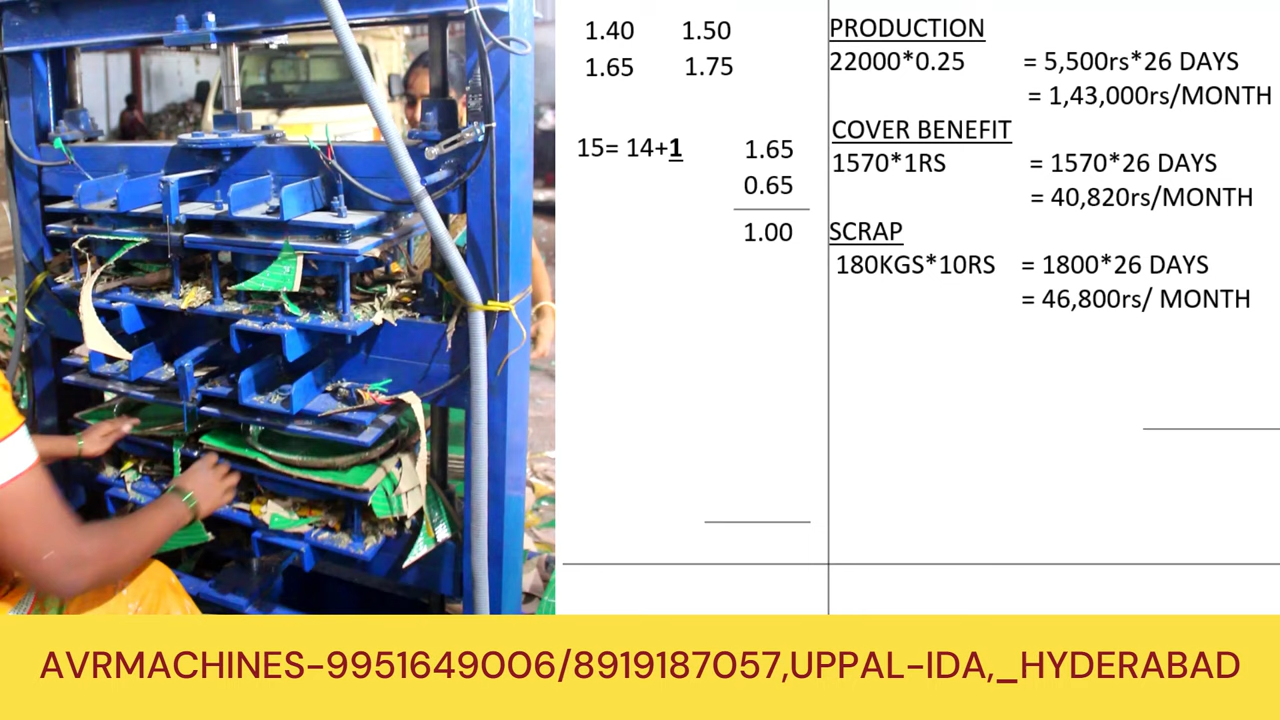 1.40 1.50
1.65 1.75
15= 14+1
1.65
0.65
1.00
PRODUCTION
22000*0.25 = 5,500rs*26 DAYS
= 1,43,000rs/MONTH
COVER BENEFIT
1570*1RS = 1570*26 DAYS
= 40,820rs/MONTH
SCRAP
180KGS*10RS = 1800*26 DAYS
= 46,800rs/ MONTH
AVRMACHINES-9951649006/8919187057,UPPAL-IDA,_HYDERABAD